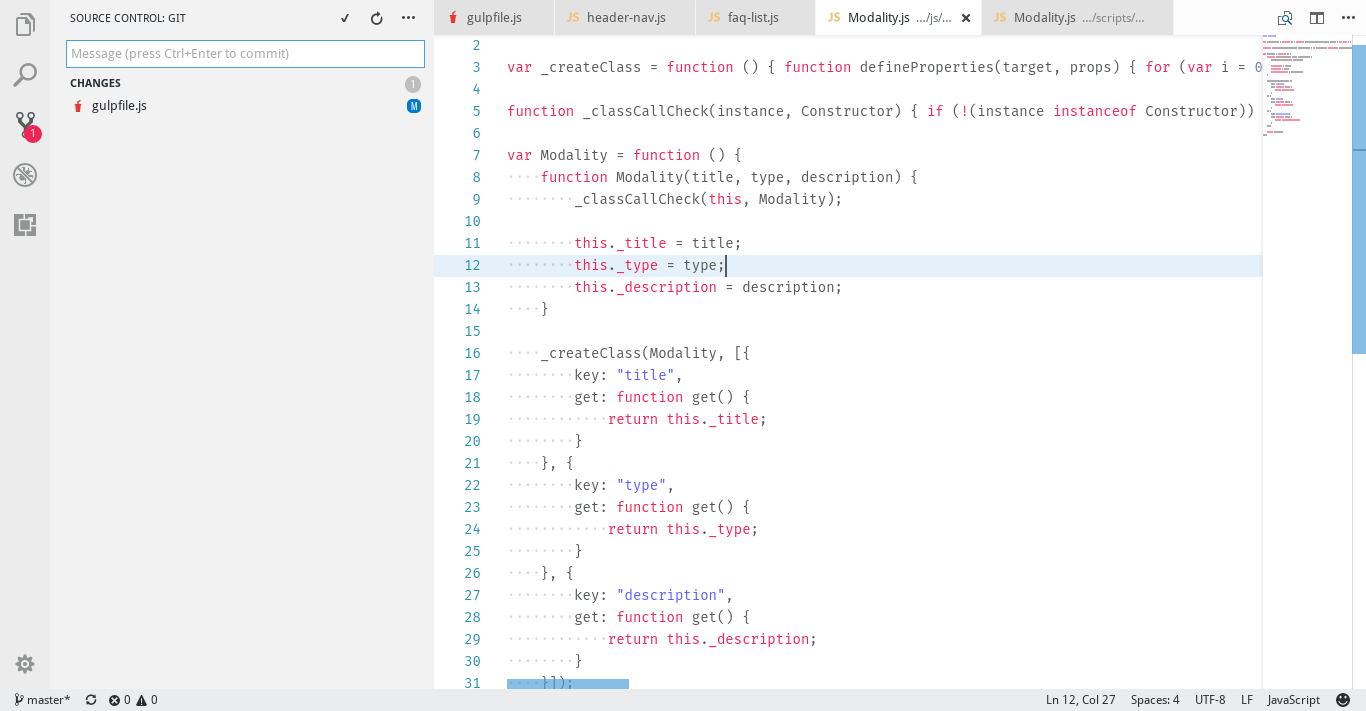 SOURCE CONTROL: GIT
Message (press Ctrl+Enter to commit)
CHANGES 1
gulpfile.js M
1
gulpfile.js
JS header-nav.js
JS faq-list.js
JS Modality.js .../js/...
JS Modality.js .../scripts/...
2
3 var _createClass = function () { function defineProperties(target, props) { for (var i = 0
4
5 function _classCallCheck(instance, Constructor) { if (!(instance instanceof Constructor))
6
7 var Modality = function () {
8 ····function Modality(title, type, description) {
9 ········_classCallCheck(this, Modality);
10
11 ········this._title = title;
12 ········this._type = type;
13 ········this._description = description;
14 ····}
15
16 ····_createClass(Modality, [{
17 ········key: "title",
18 ········get: function get() {
19 ············return this._title;
20 ········}
21 ····}, {
22 ········key: "type",
23 ········get: function get() {
24 ············return this._type;
25 ········}
26 ····}, {
27 ········key: "description",
28 ········get: function get() {
29 ············return this._description;
30 ········}
31 ····}]);
master* 0 0 Ln 12, Col 27 Spaces: 4 UTF-8 LF JavaScript